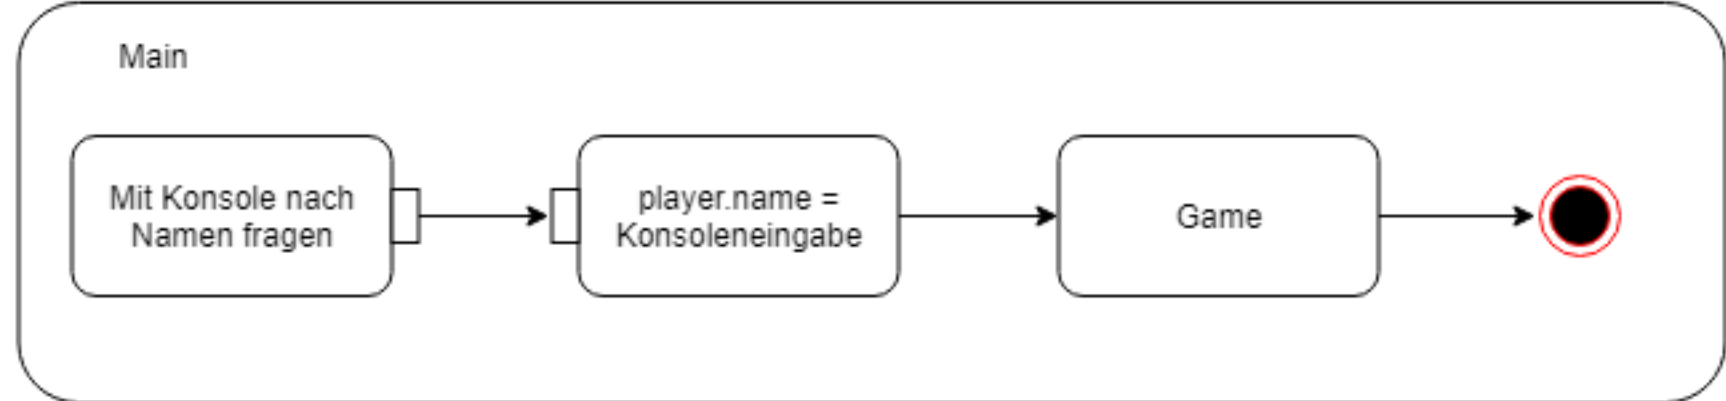 Main
Mit Konsole nach
Namen fragen
player.name =
Konsoleneingabe
Game